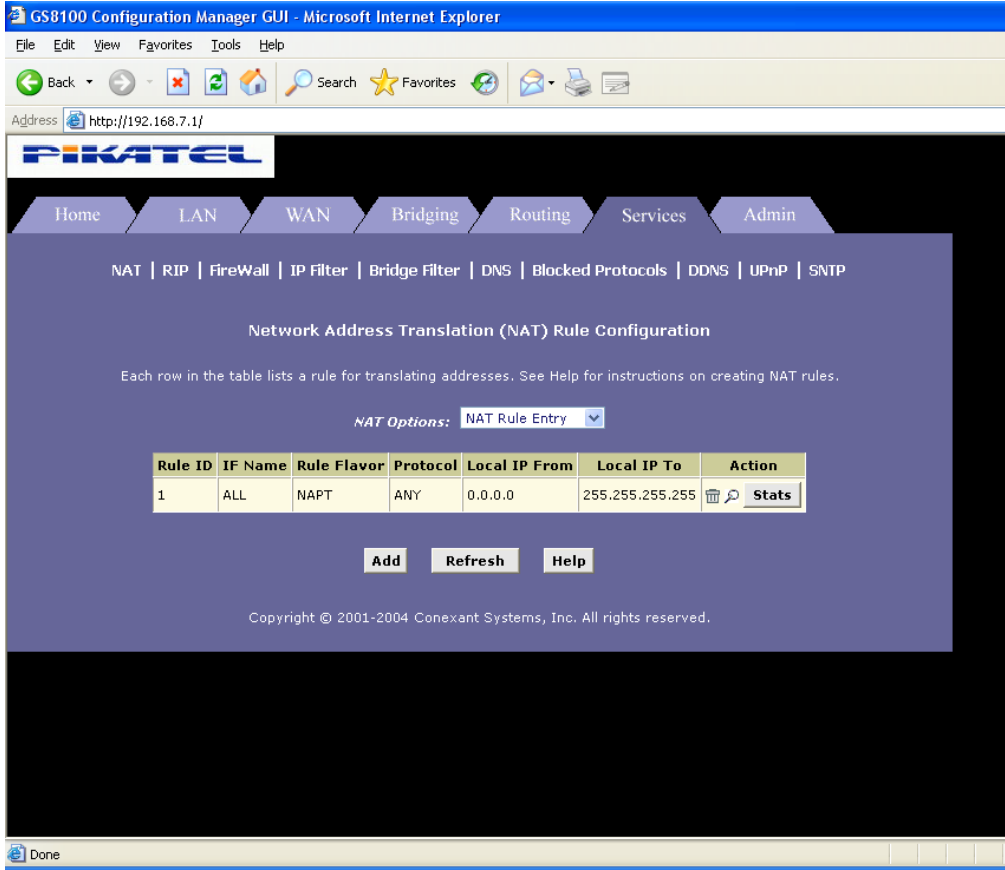 GS8100 Configuration Manager GUI - Microsoft Internet Explorer
File Edit View Favorites Tools Help
Back Search Favorites
Address http://192.168.7.1/
PIKATEL
Home LAN WAN Bridging Routing Services Admin
NAT | RIP | FireWall | IP Filter | Bridge Filter | DNS | Blocked Protocols | DDNS | UPnP | SNTP
Network Address Translation (NAT) Rule Configuration
Each row in the table lists a rule for translating addresses. See Help for instructions on creating NAT rules.
NAT Options: NAT Rule Entry
Rule ID IF Name Rule Flavor Protocol Local IP From Local IP To Action
1 ALL NAPT ANY 0.0.0.0 255.255.255.255 Stats
Add Refresh Help
Copyright © 2001-2004 Conexant Systems, Inc. All rights reserved.
Done